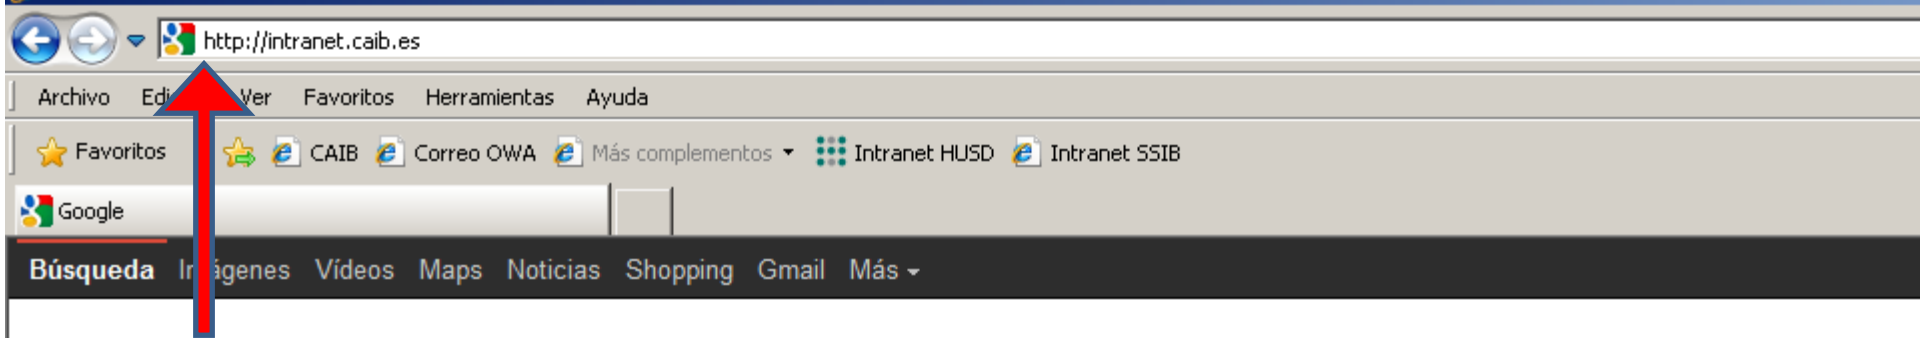 http://intranet.caib.es
Archivo Ver Favoritos Herramientas Ayuda
Favoritos CAIB Correo OWA Más complementos Intranet HUSD Intranet SSIB
Google
Búsqueda Imágenes Vídeos Maps Noticias Shopping Gmail Más